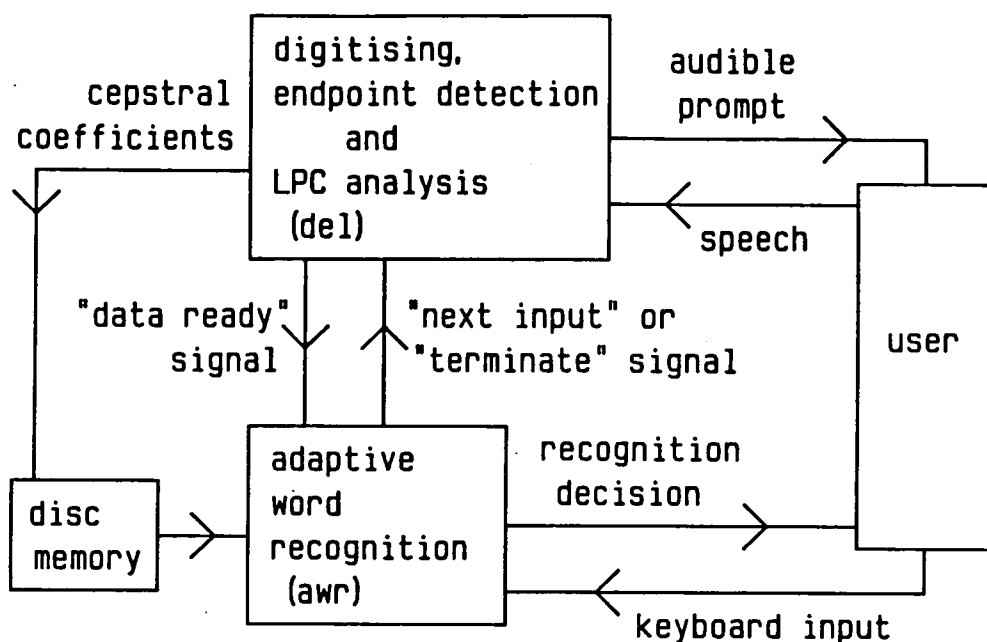 digitising,
endpoint detection
and
LPC analysis
(del)
cepstral
coefficients
audible
prompt
speech
"data ready"
signal
"next input" or
"terminate" signal
user
adaptive
word
recognition
(awr)
recognition
decision
disc
memory
keyboard input